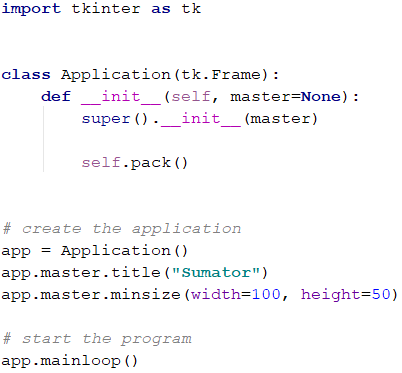 import tkinter as tk
class Application(tk.Frame):
    def __init__(self, master=None):
        super().__init__(master)
        self.pack()
# create the application
app = Application()
app.master.title("Sumator")
app.master.minsize(width=100, height=50)
# start the program
app.mainloop()